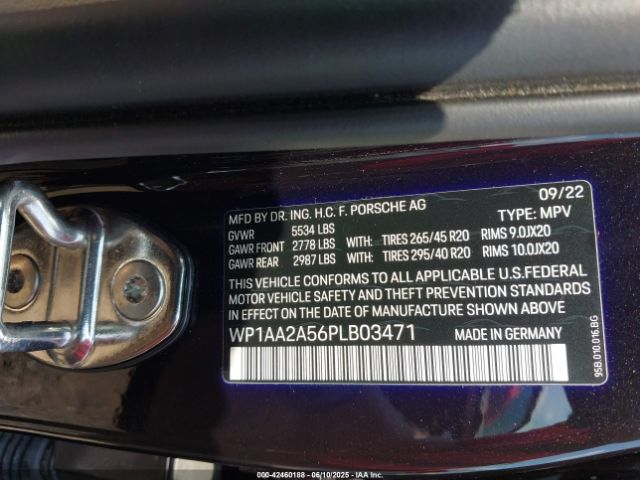 09/22
MFD BY DR. ING. H.C. F. PORSCHE AG TYPE: MPV
GVWR 5534 LBS
GAWR FRONT 2778 LBS WITH: TIRES 265/45 R20 RIMS 9.0JX20
GAWR REAR 2987 LBS WITH: TIRES 295/40 R20 RIMS 10.0JX20
THIS VEHICLE CONFORMS TO ALL APPLICABLE U.S.FEDERAL
MOTOR VEHICLE SAFETY AND THEFT PREVENTION STANDARDS
IN EFFECT ON DATE OF MANUFACTURE SHOWN ABOVE
WP1AA2A56PLB03471 MADE IN GERMANY
95B.010.016.BG
000-42460188 - 06/10/2025 - IAA Inc.